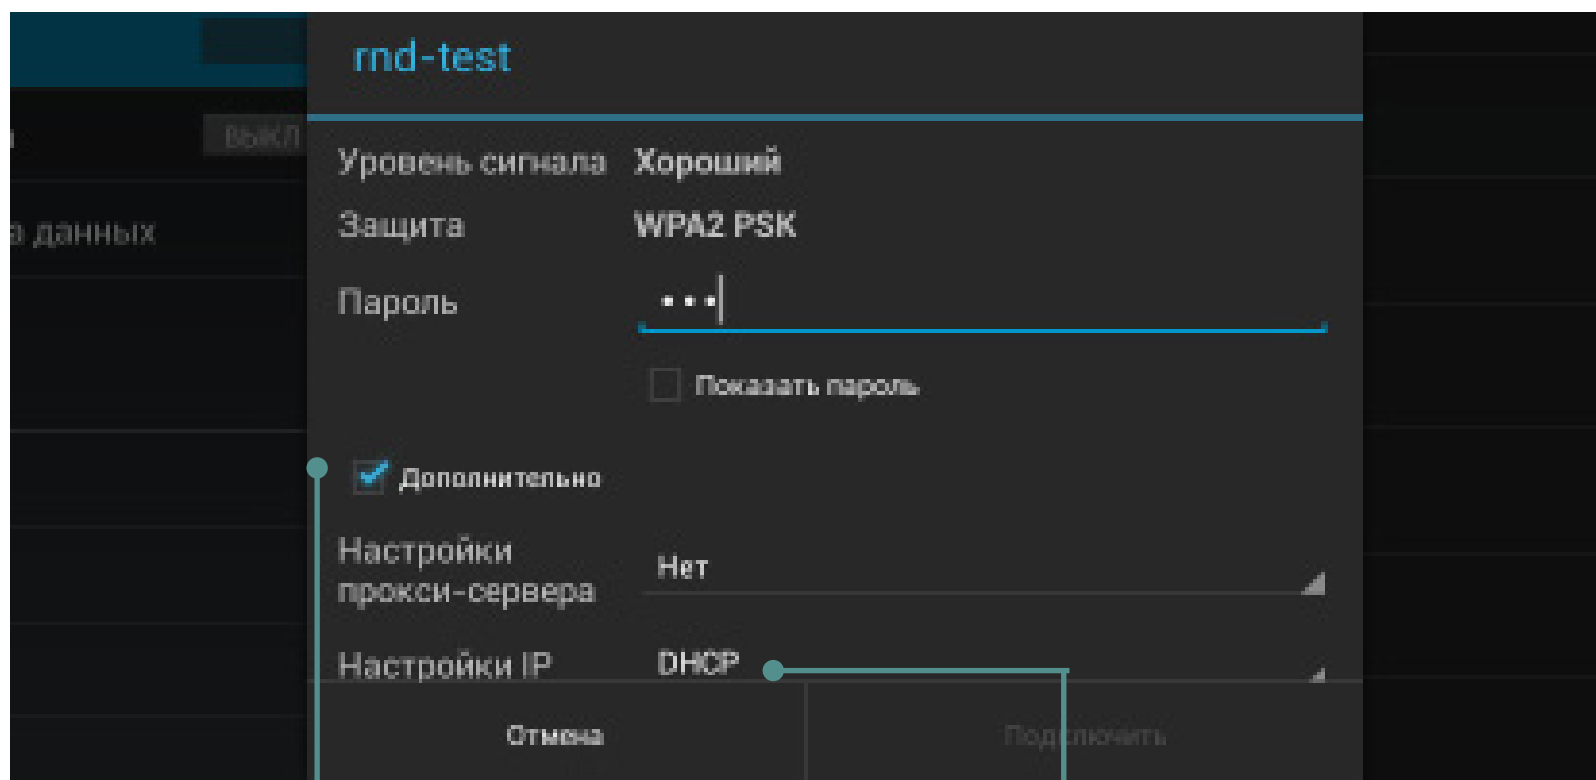 rnd-test
ВЫКЛ
Уровень сигнала Хороший
Защита WPA2 PSK
данных
Пароль •••
Показать пароль
Дополнительно
Настройки
прокси-сервера
Нет
Настройки IP DHCP
Отмена Подключить